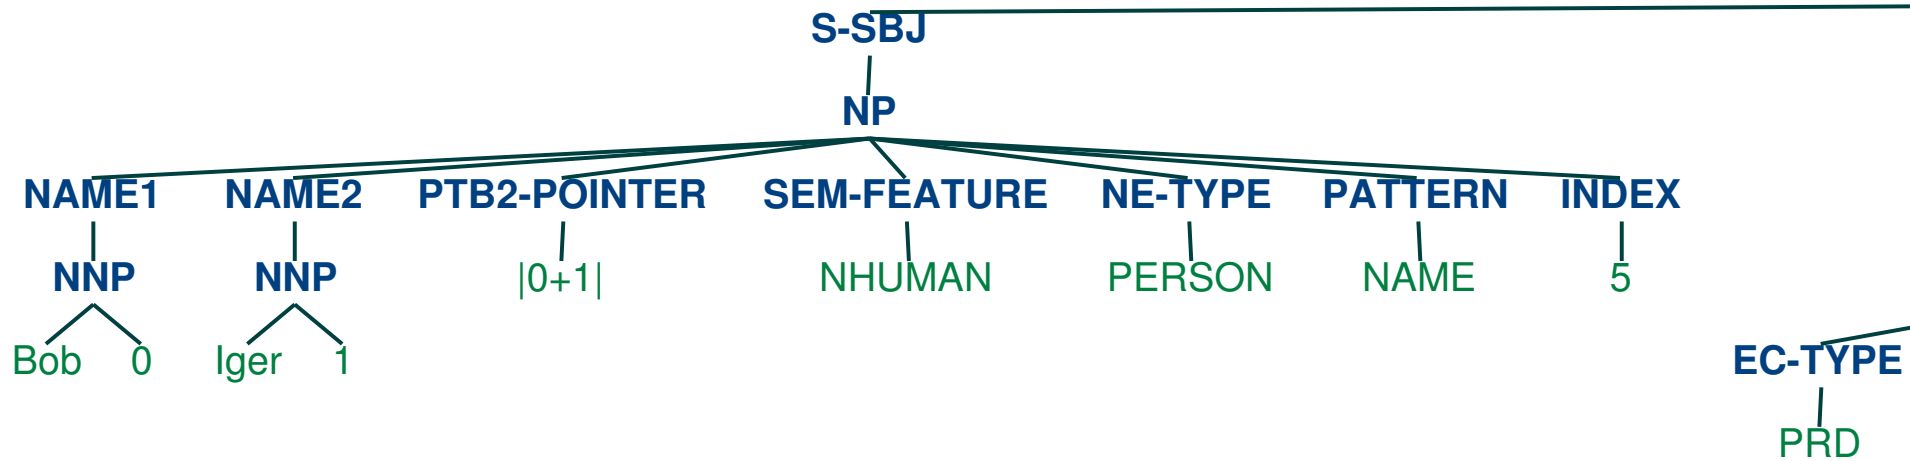 S-SBJ
NP
NAME1 NAME2 PTB2-POINTER SEM-FEATURE NE-TYPE PATTERN INDEX
NNP NNP |0+1| NHUMAN PERSON NAME 5
Bob 0 Iger 1 EC-TYPE
PRD